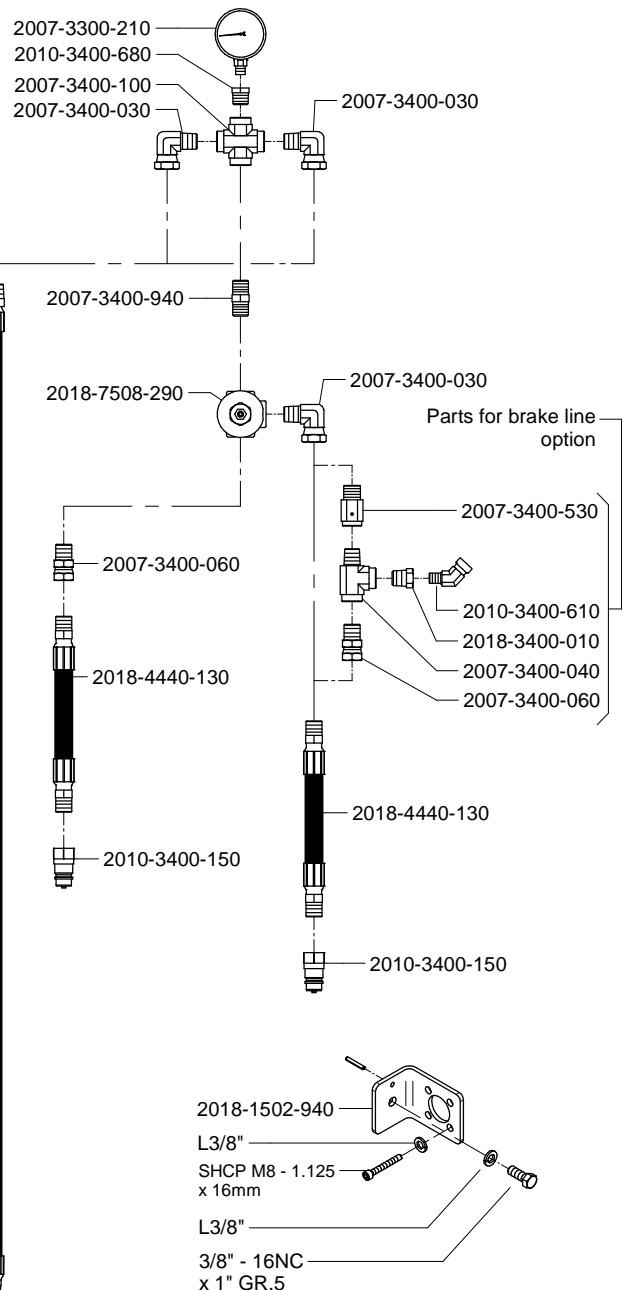 2007-3300-210
2010-3400-680
2007-3400-100
2007-3400-030
2007-3400-030
2007-3400-940
2018-7508-290
2007-3400-030
Parts for brake line
option
2007-3400-530
2007-3400-060
2010-3400-610
2018-3400-010
2007-3400-040
2007-3400-060
2018-4440-130
2018-4440-130
2010-3400-150
2010-3400-150
2018-1502-940
L3/8"
SHCP M8 - 1.125
x 16mm
L3/8"
3/8" - 16NC
x 1" GR.5